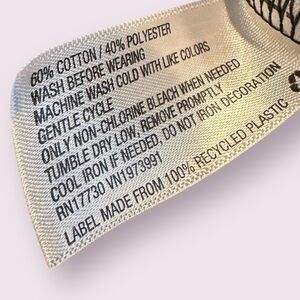 60% COTTON / 40% POLYESTER
WASH BEFORE WEARING
MACHINE WASH COLD WITH LIKE COLORS
GENTLE CYCLE
ONLY NON-CHLORINE BLEACH WHEN NEEDED
TUMBLE DRY LOW, REMOVE PROMPTLY
COOL IRON IF NEEDED. DO NOT IRON DECORATION
RN17730 VN1973991
LABEL MADE FROM 100% RECYCLED PLASTIC